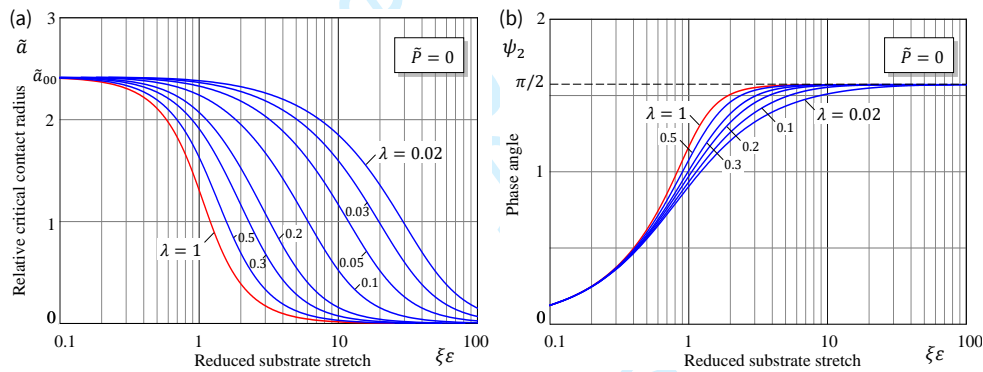 (a)
3
ã
ã₀₀
2
1
0
Relative critical contact radius
P̃ = 0
λ = 0.02
0.03
0.05
0.1
0.2
0.3
0.5
λ = 1
0.1
1
10
100
Reduced substrate stretch
ξε
(b)
2
ψ₂
π/2
1
0
Phase angle
P̃ = 0
λ = 1
0.5
0.3
0.2
0.1
λ = 0.02
0.1
1
10
100
Reduced substrate stretch
ξε